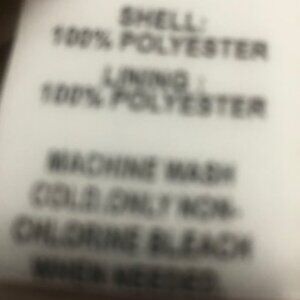 SHELL:
100% POLYESTER
LINING :
100% POLYESTER
MACHINE WASH
COLD.ONLY NON-
CHLORINE BLEACH
WHEN NEEDED.